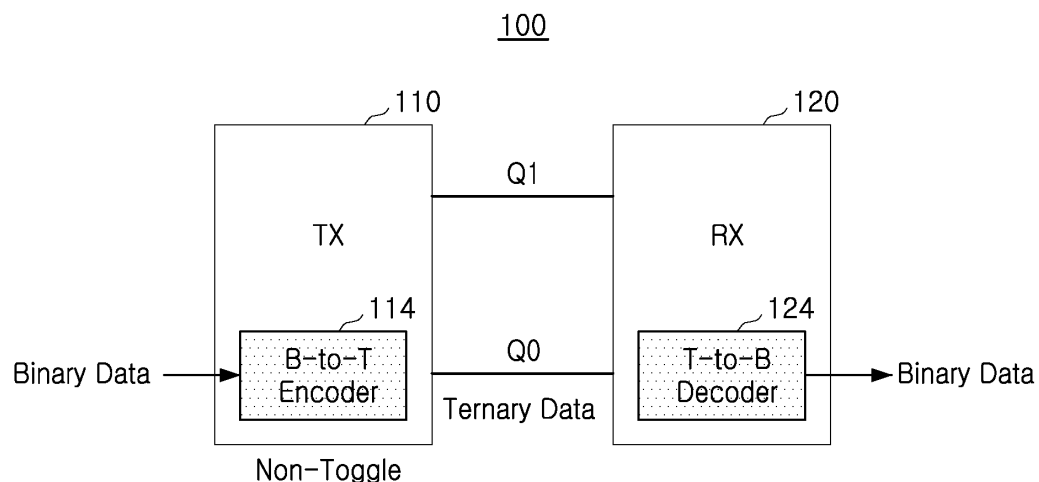 100
110
120
Q1
TX
RX
114
124
Binary Data
B-to-T
Encoder
Q0
T-to-B
Decoder
Binary Data
Ternary Data
Non-Toggle